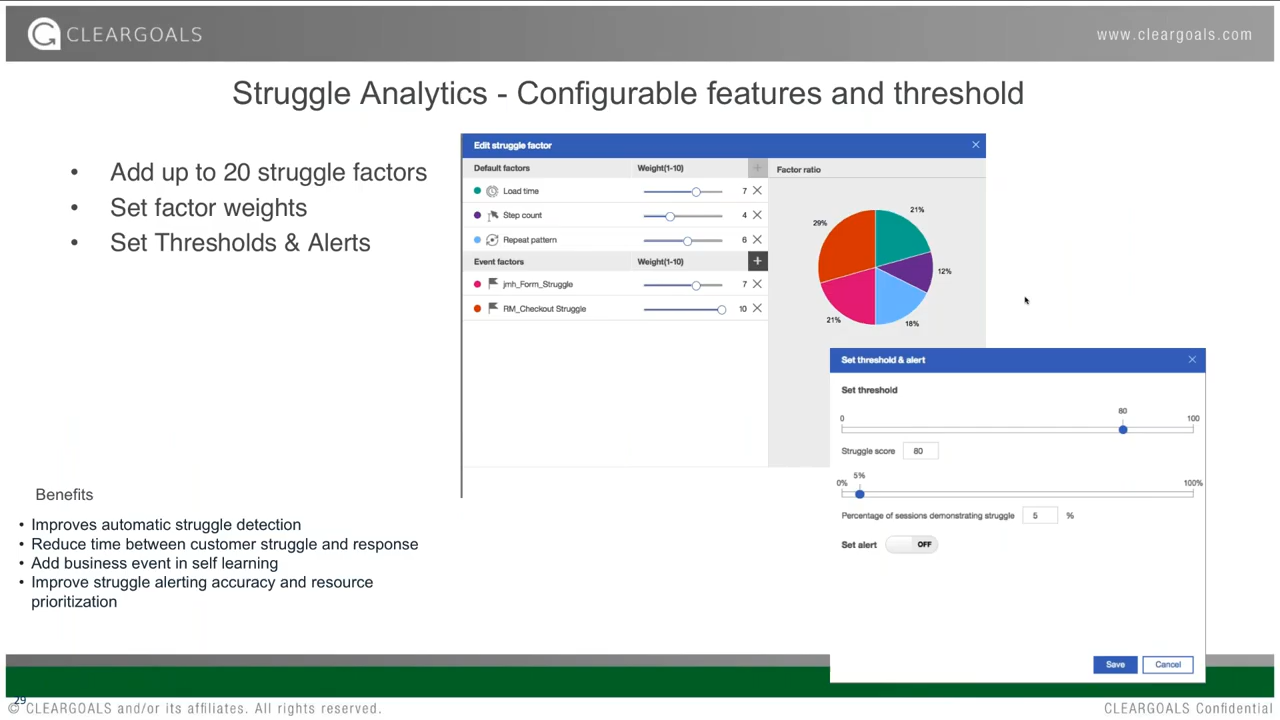 CLEARGOALS
www.cleargoals.com
Struggle Analytics - Configurable features and threshold
• Add up to 20 struggle factors
• Set factor weights
• Set Thresholds & Alerts
Edit struggle factor
Default factors Weight(1-10) +
Load time 7
Step count 4
Repeat pattern 6
Event factors Weight(1-10) +
jmh_Form_Struggle 7
RM_Checkout Struggle 10
Factor ratio
29%
21%
12%
21%
18%
Set threshold & alert
Set threshold
80
0 100
Struggle score 80
5%
0% 100%
Percentage of sessions demonstrating struggle 5 %
Set alert OFF
Save Cancel
Benefits
• Improves automatic struggle detection
• Reduce time between customer struggle and response
• Add business event in self learning
• Improve struggle alerting accuracy and resource
prioritization
29
© CLEARGOALS and/or its affiliates. All rights reserved.
CLEARGOALS Confidential